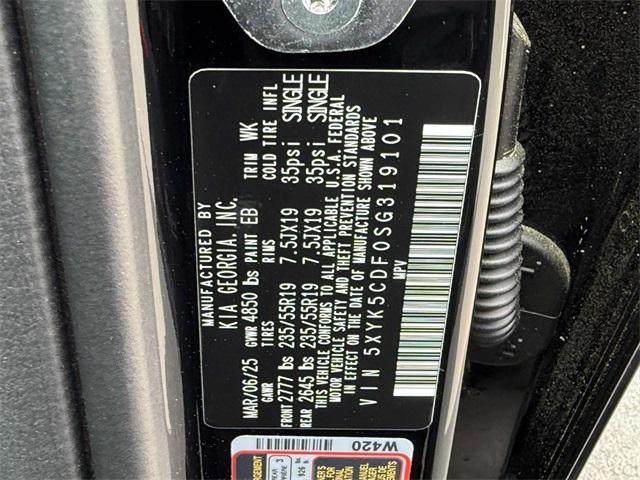 MANUFACTURED BY
KIA GEORGIA, INC.
MAR/06/25 GVWR 4850 lbs PAINT EB TRIM WK
GAWR TIRES RIMS COLD TIRE INFL
FRONT 2777 lbs 235/55R19 7.5JX19 35psi SINGLE
REAR 2645 lbs 235/55R19 7.5JX19 35psi SINGLE
THIS VEHICLE CONFORMS TO ALL APPLICABLE U.S.A. FEDERAL
MOTOR VEHICLE SAFETY AND THEFT PREVENTION STANDARDS
IN EFFECT ON THE DATE OF MANUFACTURE SHOWN ABOVE
VIN 5XYK5CDF0SG319101
MPV
W420